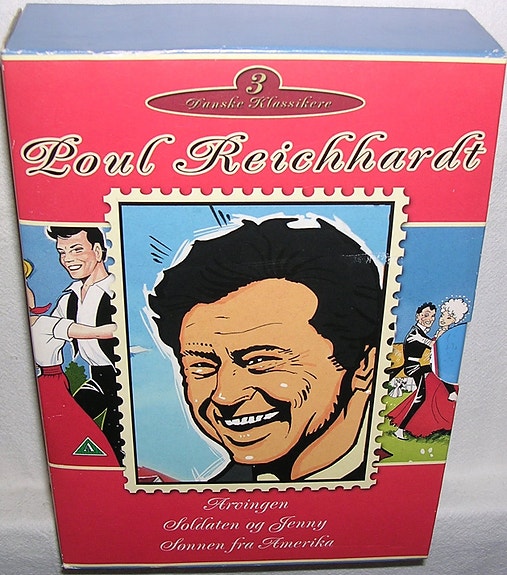 3
Danske Klassikere
Poul Reichhardt
A
Arvingen
Soldaten og Jenny
Sønnen fra Amerika